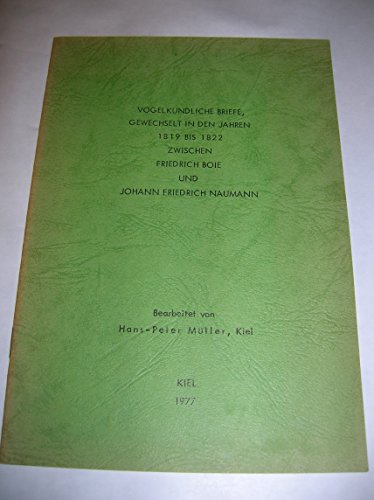 VOGELKUNDLICHE BRIEFE,
GEWECHSELT IN DEN JAHREN
1819 BIS 1822
ZWISCHEN
FRIEDRICH BOIE
UND
JOHANN FRIEDRICH NAUMANN
Bearbeitet von
Hans-Peter Müller, Kiel
KIEL
1977